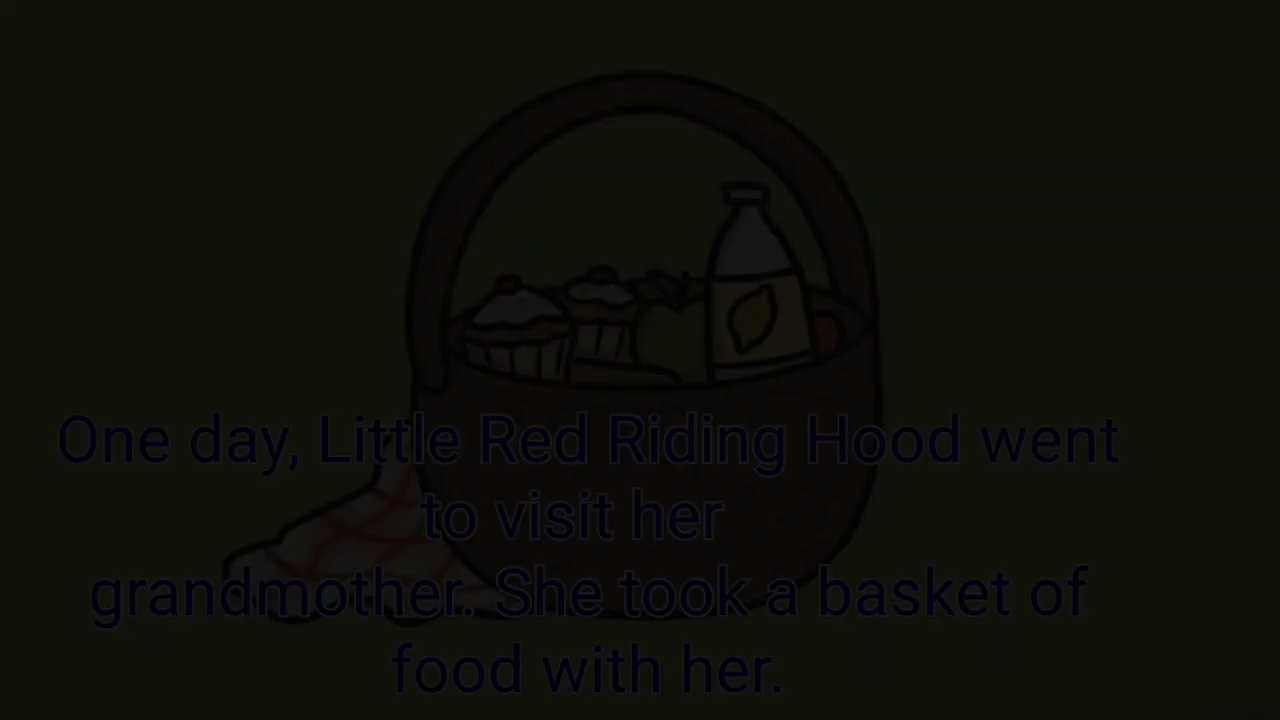 One day, Little Red Riding Hood went
to visit her
grandmother. She took a basket of
food with her.